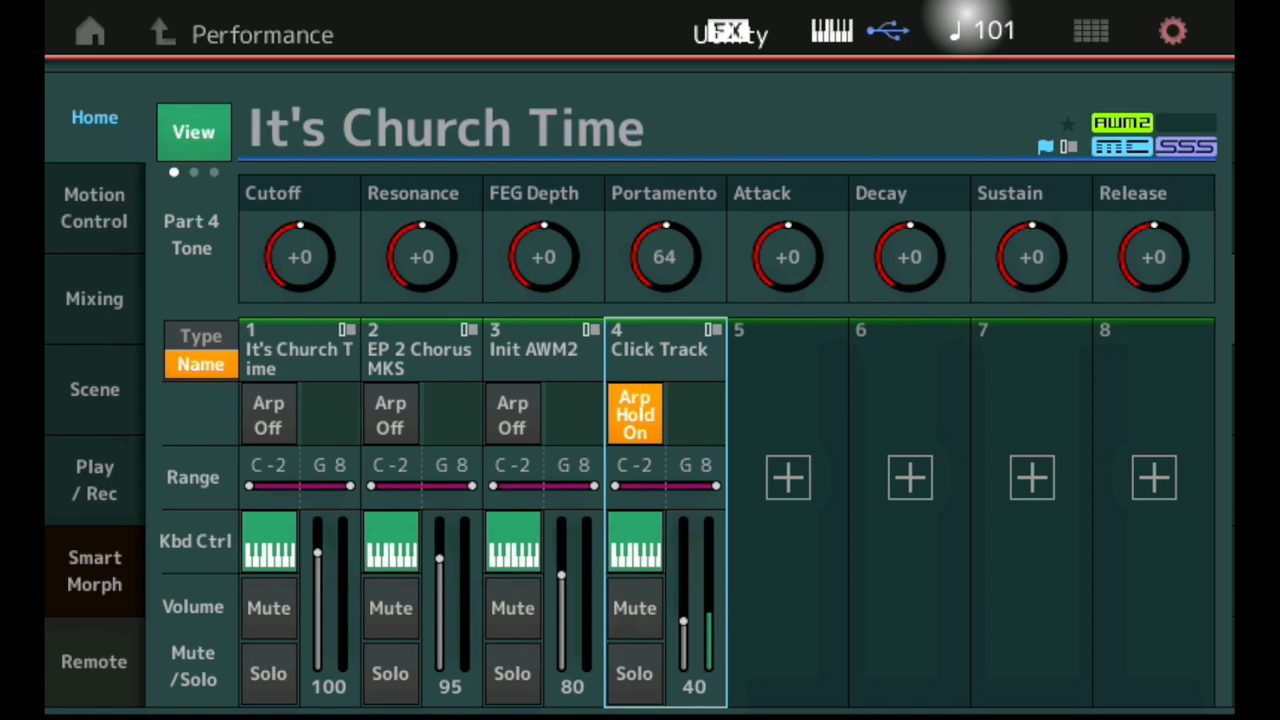 Performance
Utility
FX
101
Home
View
It's Church Time
AWM2
MC SSS
Motion
Control
Mixing
Scene
Play
/ Rec
Smart
Morph
Remote
Part 4
Tone
Cutoff Resonance FEG Depth Portamento Attack Decay Sustain Release
+0 +0 +0 64 +0 +0 +0 +0
Type
Name
1 2 3 4 5 6 7 8
It's Church T
ime
EP 2 Chorus
MKS
Init AWM2
Click Track
Arp
Off
Arp
Off
Arp
Off
Arp
Hold
On
Range
C -2 G 8 C -2 G 8 C -2 G 8 C -2 G 8
Kbd Ctrl
Volume
Mute Mute Mute Mute
Mute
/Solo
Solo Solo Solo Solo
100 95 80 40